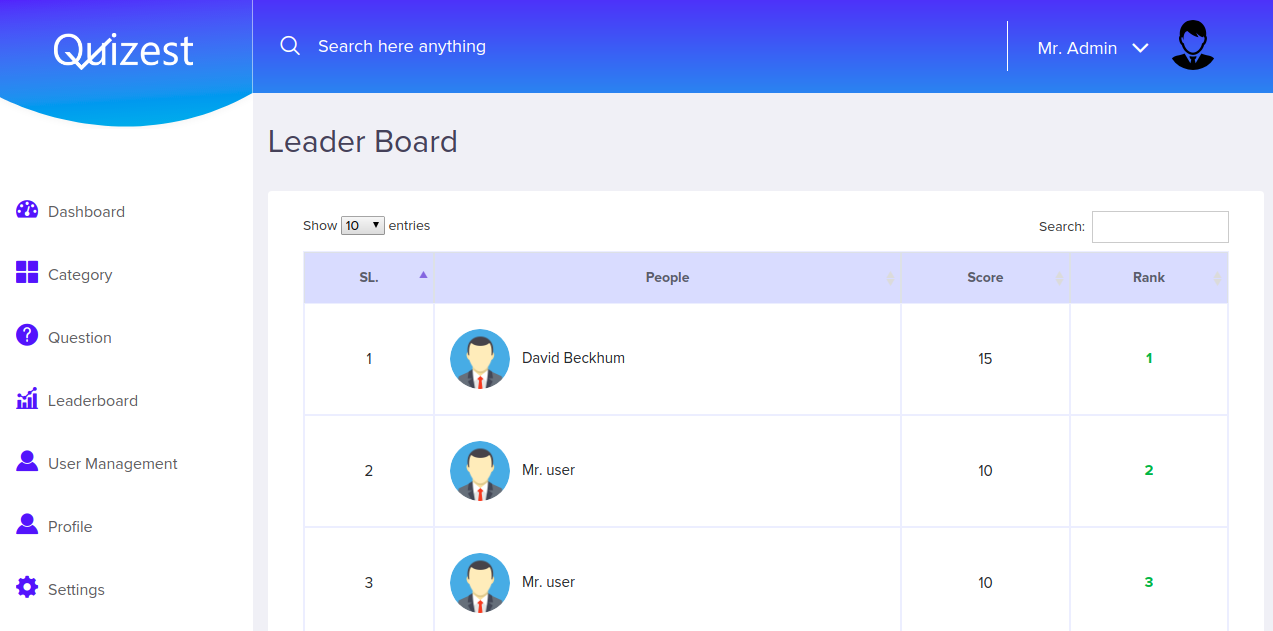 Quizest
Search here anything
Mr. Admin
Leader Board
Dashboard
Category
Question
Leaderboard
User Management
Profile
Settings
Show 10 entries
Search:
SL. People Score Rank
1 David Beckhum 15 1
2 Mr. user 10 2
3 Mr. user 10 3